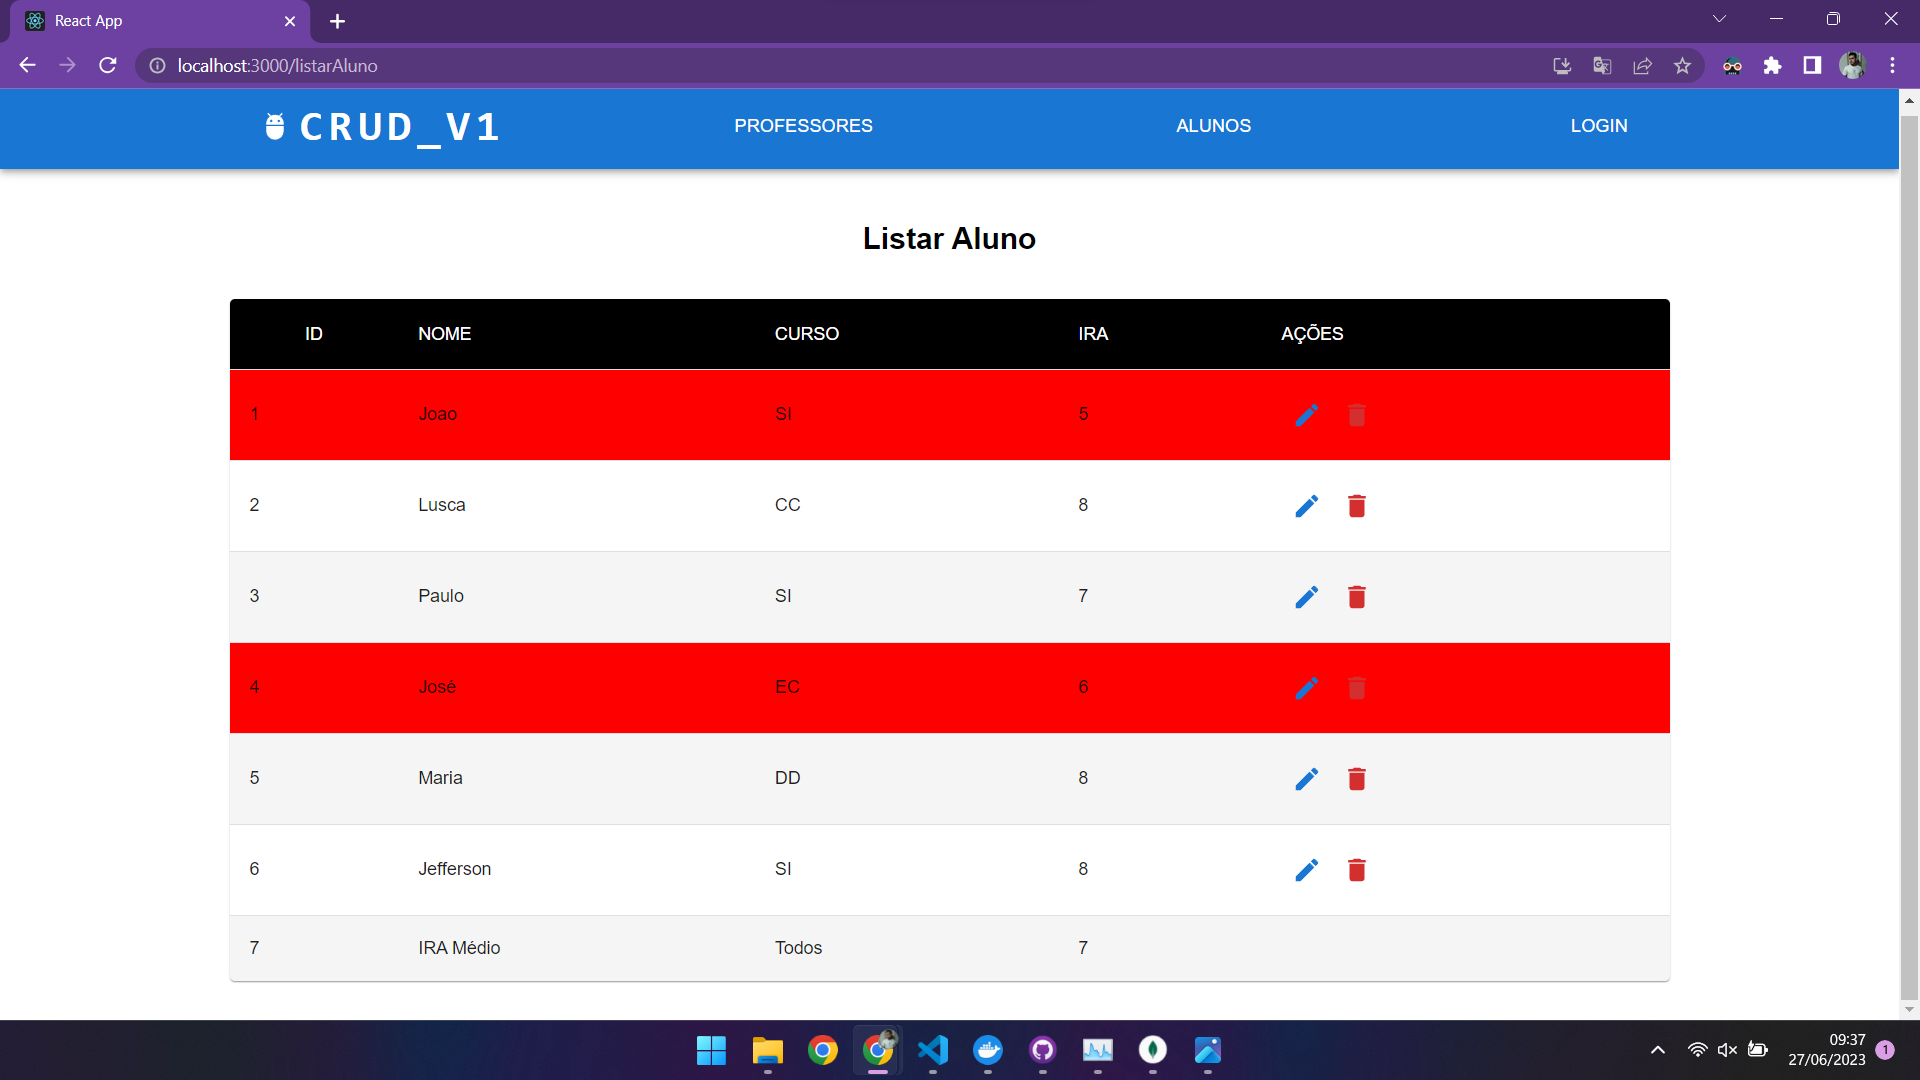 React App
localhost:3000/listarAluno
CRUD_V1 PROFESSORES ALUNOS LOGIN
Listar Aluno
ID NOME CURSO IRA AÇÕES
1 Joao SI 5
2 Lusca CC 8
3 Paulo SI 7
4 José EC 6
5 Maria DD 8
6 Jefferson SI 8
7 IRA Médio Todos 7
09:37
27/06/2023 1